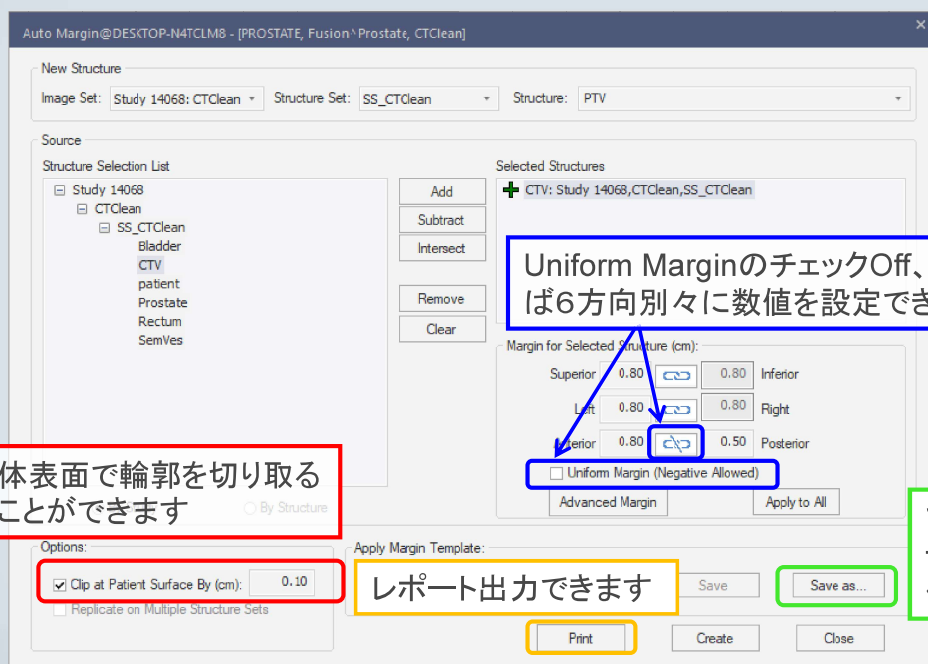 Auto Margin@DESKTOP-N4TCLM8 - [PROSTATE, Fusion\Prostate, CTClean]
New Structure
Image Set: Study 14068: CTClean Structure Set: SS_CTClean Structure: PTV
Source
Structure Selection List
Study 14068
CTClean
SS_CTClean
Bladder
CTV
patient
Prostate
Rectum
SemVes
Add
Subtract
Intersect
Remove
Clear
Selected Structures
CTV: Study 14068,CTClean,SS_CTClean
Uniform MarginのチェックOff、
ば6方向別々に数値を設定でき
Margin for Selected Structure (cm):
Superior 0.80 0.80 Inferior
Left 0.80 0.80 Right
Anterior 0.80 0.50 Posterior
Uniform Margin (Negative Allowed)
Advanced Margin Apply to All
体表面で輪郭を切り取る
ことができます
By Structure
Options:
Clip at Patient Surface By (cm): 0.10
Replicate on Multiple Structure Sets
Apply Margin Template:
レポート出力できます
Save Save as...
Print Create Close